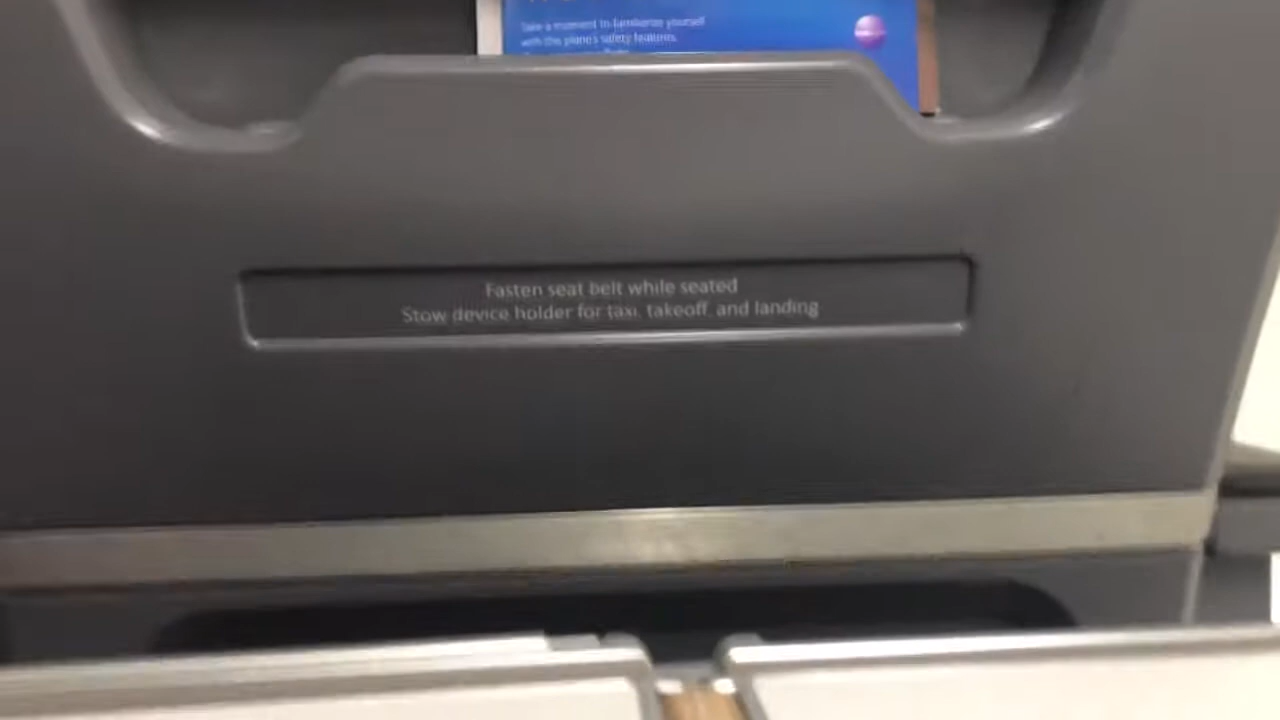 Take a moment to familiarize yourself
with this plane's safety features.
Fasten seat belt while seated
Stow device holder for taxi, takeoff, and landing